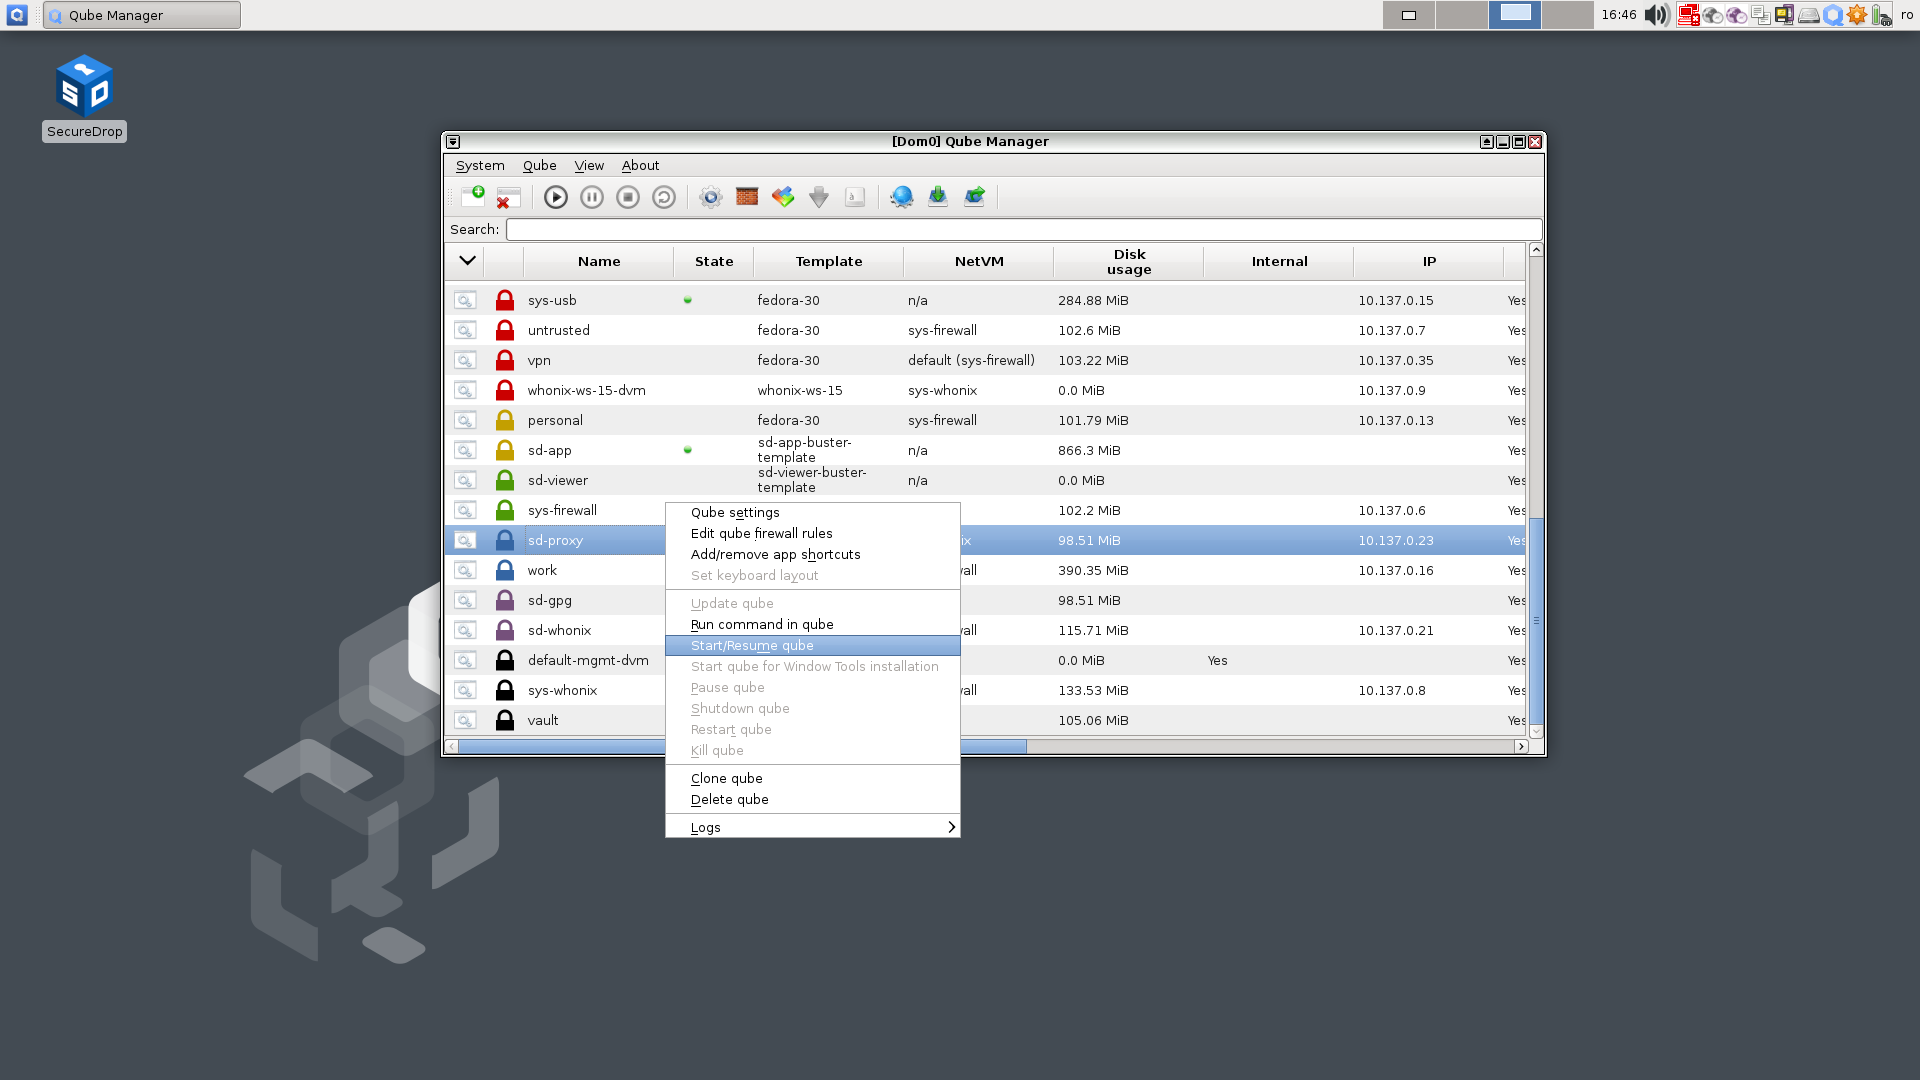 Qube Manager
16:46
ro
SecureDrop
[Dom0] Qube Manager
System Qube View About
Search:
Name State Template NetVM Disk usage Internal IP
sys-usb fedora-30 n/a 284.88 MiB 10.137.0.15 Yes
untrusted fedora-30 sys-firewall 102.6 MiB 10.137.0.7 Yes
vpn fedora-30 default (sys-firewall) 103.22 MiB 10.137.0.35 Yes
whonix-ws-15-dvm whonix-ws-15 sys-whonix 0.0 MiB 10.137.0.9 Yes
personal fedora-30 sys-firewall 101.79 MiB 10.137.0.13 Yes
sd-app sd-app-buster-template n/a 866.3 MiB Yes
sd-viewer sd-viewer-buster-template n/a 0.0 MiB Yes
sys-firewall 102.2 MiB 10.137.0.6 Yes
sd-proxy ix 98.51 MiB 10.137.0.23 Yes
work all 390.35 MiB 10.137.0.16 Yes
sd-gpg 98.51 MiB Yes
sd-whonix all 115.71 MiB 10.137.0.21 Yes
default-mgmt-dvm 0.0 MiB Yes Yes
sys-whonix all 133.53 MiB 10.137.0.8 Yes
vault 105.06 MiB Yes
Qube settings
Edit qube firewall rules
Add/remove app shortcuts
Set keyboard layout
Update qube
Run command in qube
Start/Resume qube
Start qube for Window Tools installation
Pause qube
Shutdown qube
Restart qube
Kill qube
Clone qube
Delete qube
Logs